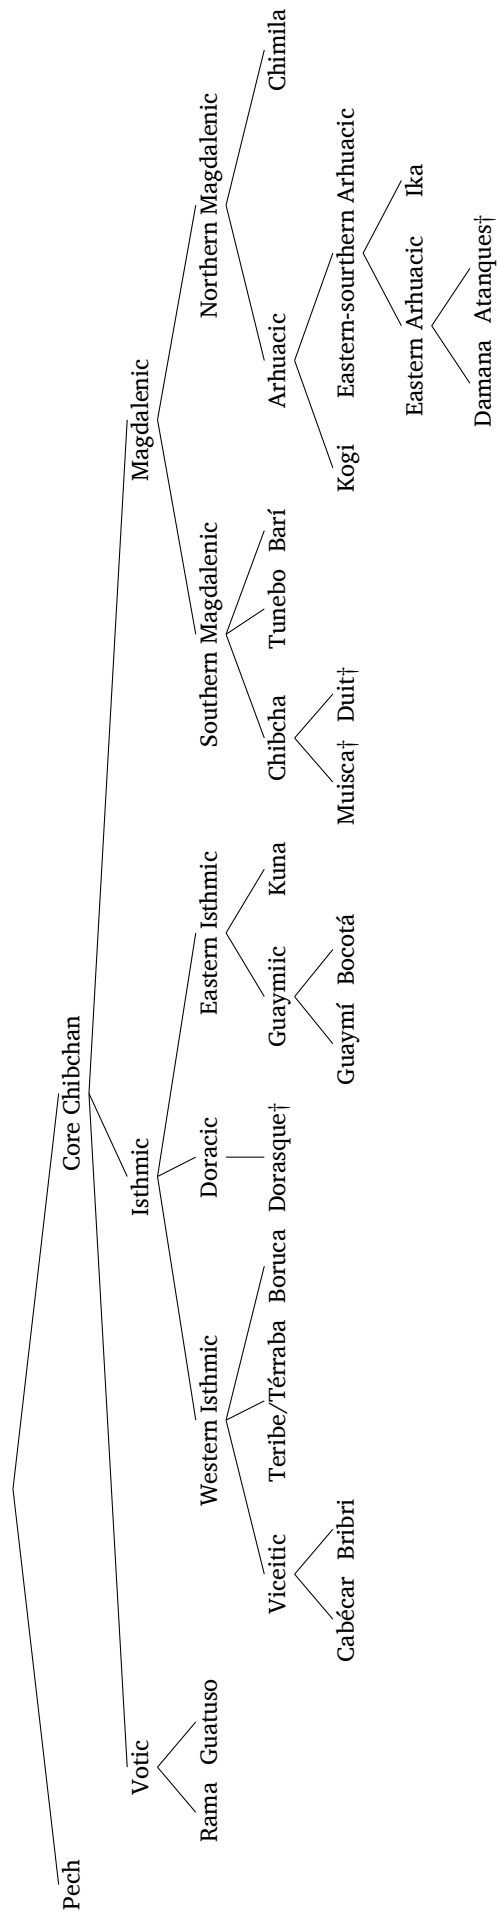 Pech Core Chibchan
Votic Isthmic Magdalenic
Rama Guatuso Western Isthmic Doracic Eastern Isthmic Southern Magdalenic Northern Magdalenic
Viceitic Teribe/Térraba Boruca Dorasque† Guaymiic Kuna Chibcha Tunebo Barí Arhuacic Chimila
Cabécar Bribri Guaymí Bocotá Muisca† Duit† Kogi Eastern-sourthern Arhuacic
Eastern Arhuacic Ika
Damana Atanques†